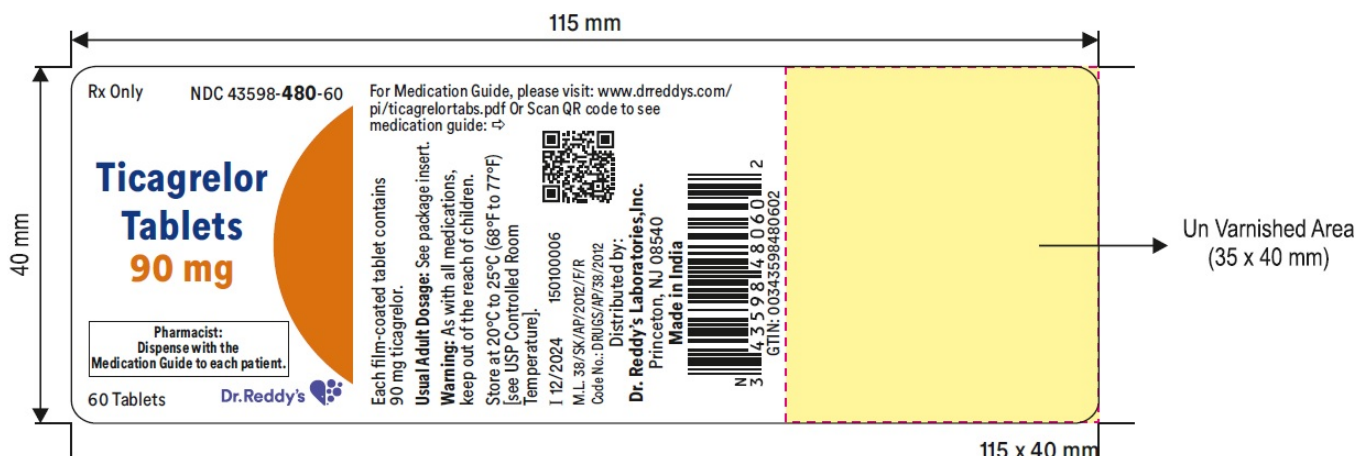 115 mm
40 mm
Rx Only
NDC 43598-480-60
Ticagrelor
Tablets
90 mg
Pharmacist:
Dispense with the
Medication Guide to each patient.
60 Tablets
Dr.Reddy's
For Medication Guide, please visit: www.drreddys.com/
pi/ticagrelortabs.pdf Or Scan QR code to see
medication guide: ⇨
Each film-coated tablet contains
90 mg ticagrelor.
Usual Adult Dosage: See package insert.
Warning: As with all medications,
keep out of the reach of children.
Store at 20°C to 25°C (68°F to 77°F)
[see USP Controlled Room
Temperature].
I 12/2024 150100006
M.L. 38/SK/AP/2012/F/R
Code No.: DRUGS/AP/38/2012
Distributed by:
Dr. Reddy's Laboratories,Inc.
Princeton, NJ 08540
Made in India
N
3 43598 48060 2
GTIN: 00343598480602
Un Varnished Area
(35 x 40 mm)
115 x 40 mm